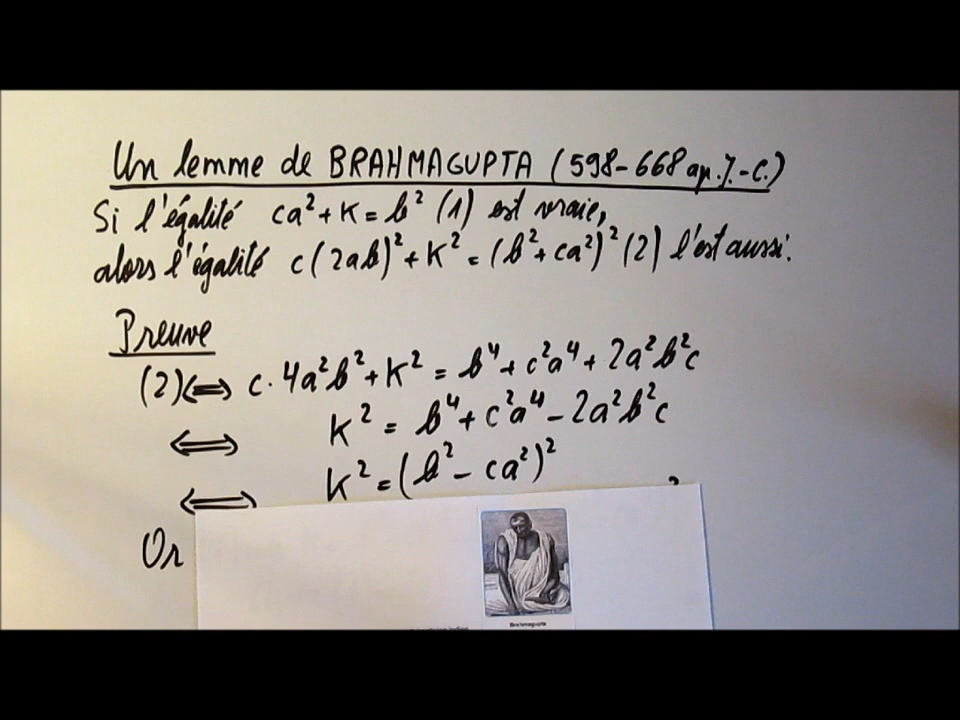 Un lemme de BRAHMAGUPTA (598-668 ap. J.-C.)
Si l'égalité ca²+K=b² (1) est vraie,
alors l'égalité c(2ab)²+K²=(b²+ca²)² (2) l'est aussi.
Preuve
(2) ⟺ c·4a²b²+K² = b⁴+c²a⁴+2a²b²c
⟺ K² = b⁴+c²a⁴-2a²b²c
⟺ K² = (b²-ca²)²
Or
Brahmagupta